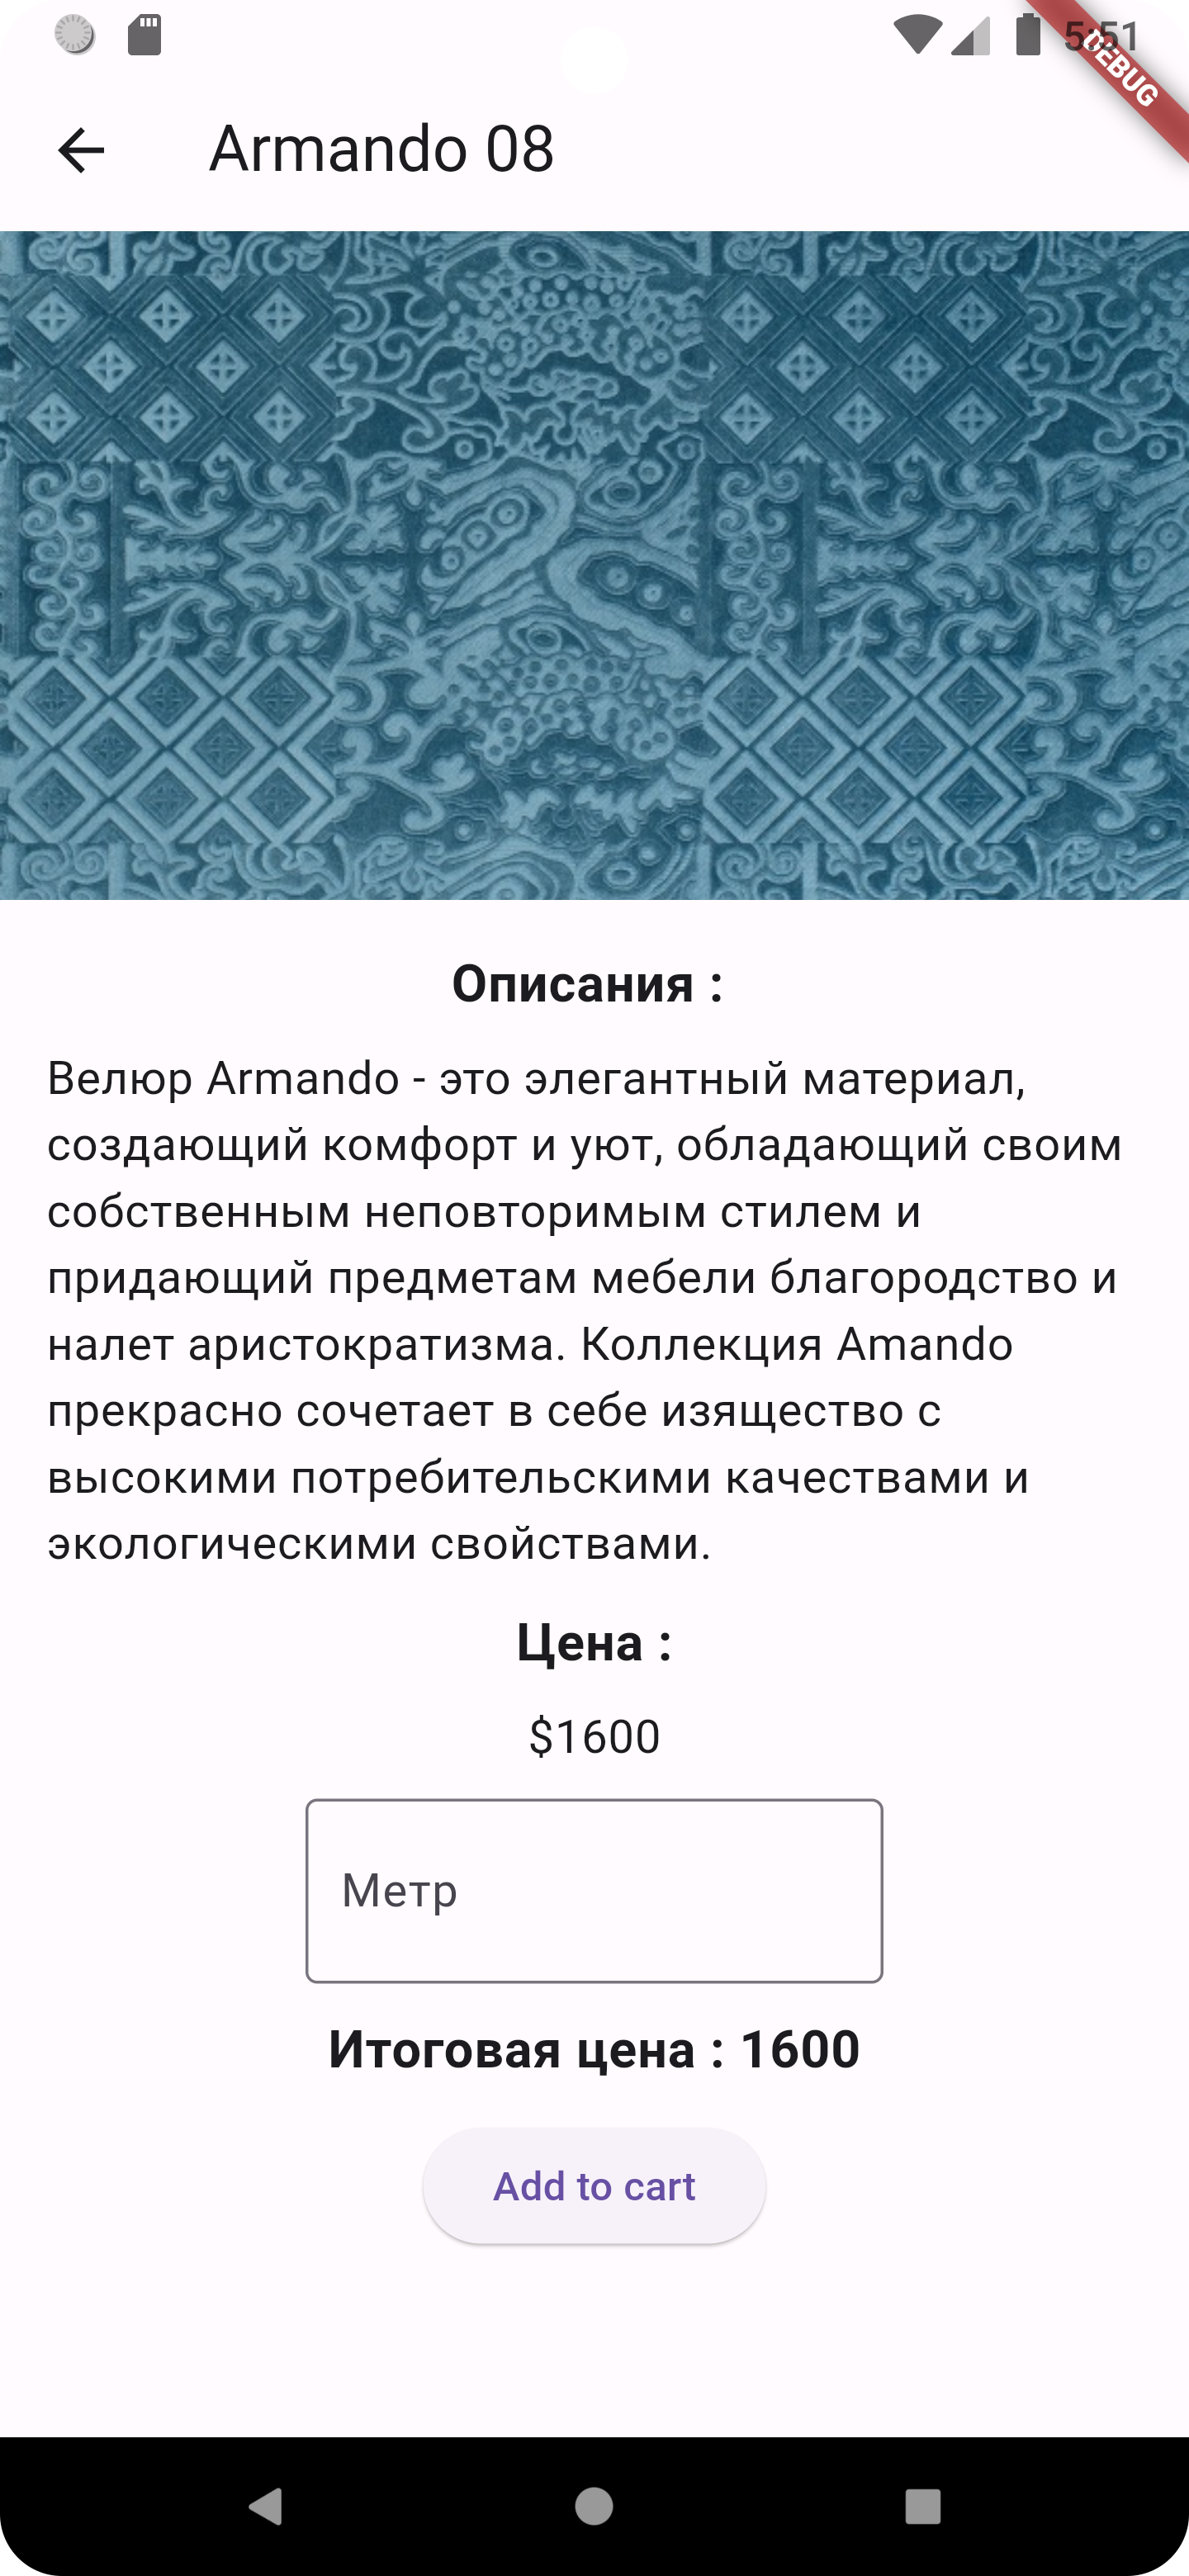 5:51
DEBUG
Armando 08
Описания :
Велюр Armando - это элегантный материал,
создающий комфорт и уют, обладающий своим
собственным неповторимым стилем и
придающий предметам мебели благородство и
налет аристократизма. Коллекция Amando
прекрасно сочетает в себе изящество с
высокими потребительскими качествами и
экологическими свойствами.
Цена :
$1600
Метр
Итоговая цена : 1600
Add to cart